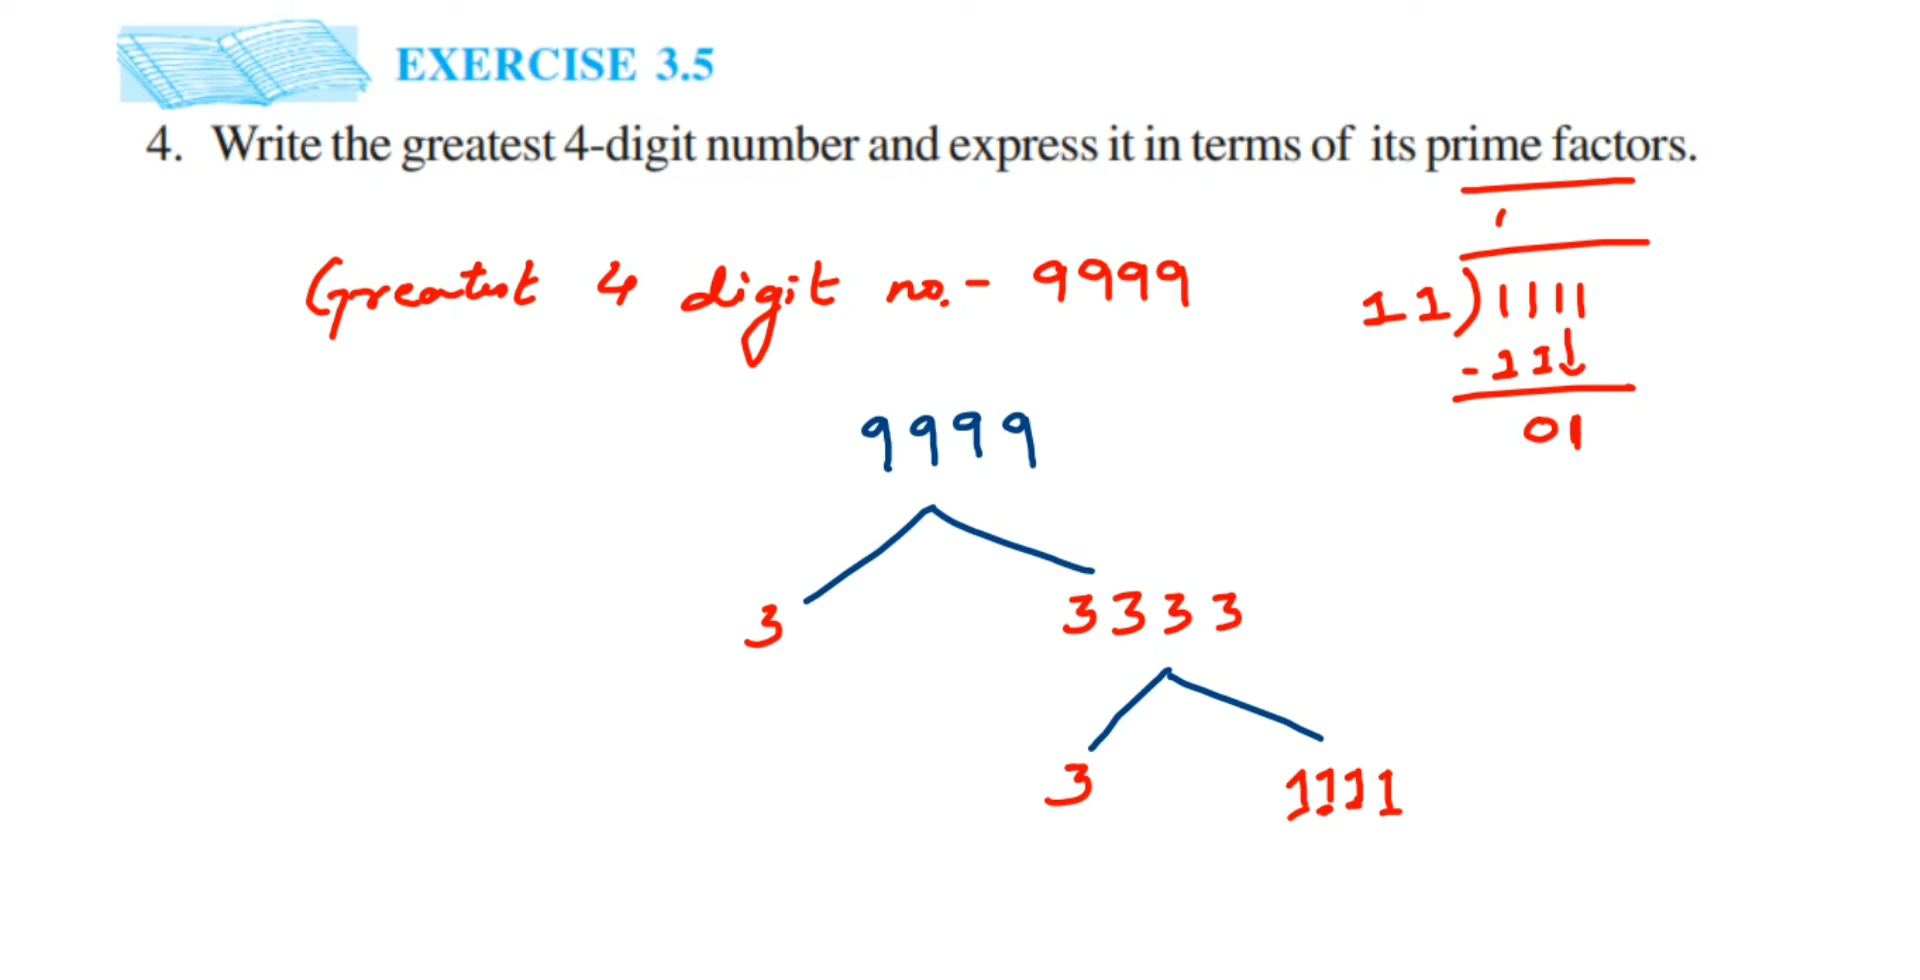 EXERCISE 3.5
4. Write the greatest 4-digit number and express it in terms of its prime factors.
Greatest 4 digit no. - 9999
1
11)1111
-11↓
01
9999
3 3333
3 1111